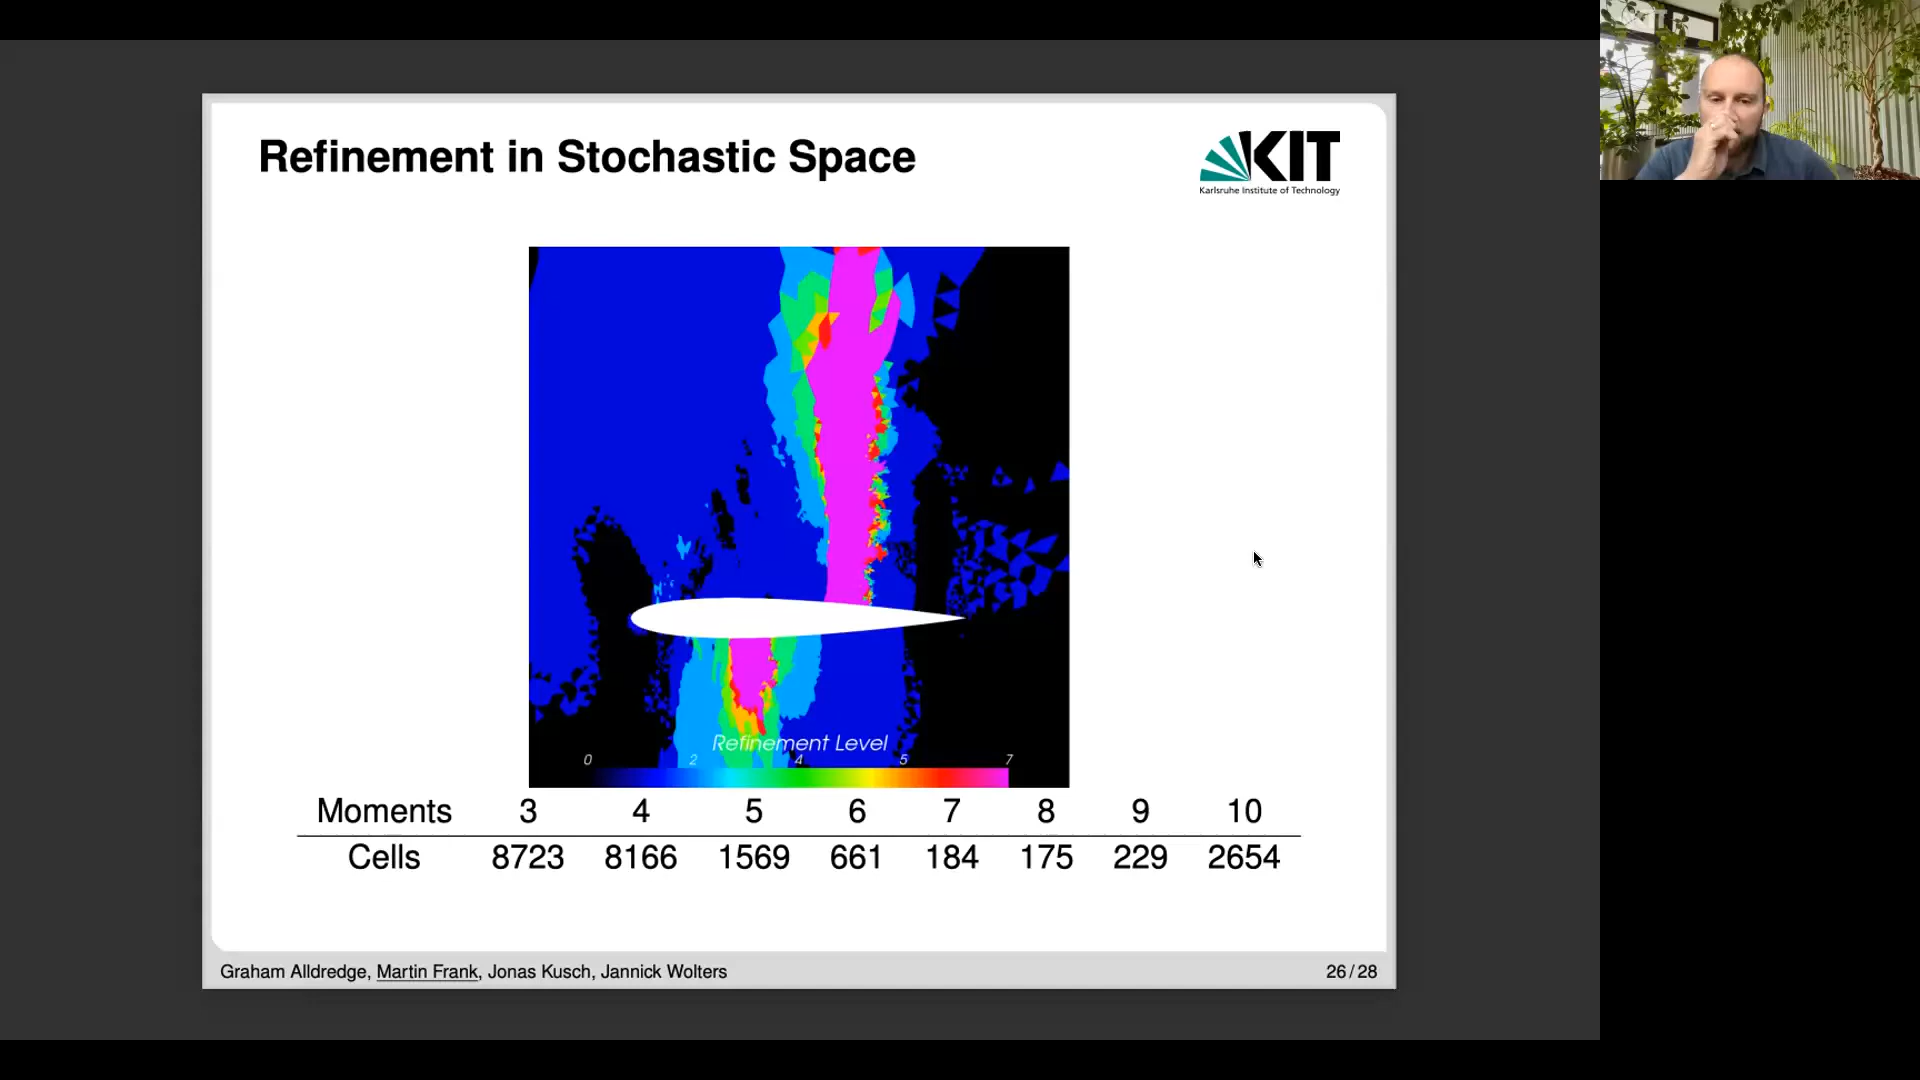 Refinement in Stochastic Space
KIT
Karlsruhe Institute of Technology
Refinement Level
0 2 4 5 7
Moments 3 4 5 6 7 8 9 10
Cells 8723 8166 1569 661 184 175 229 2654
Graham Alldredge, Martin Frank, Jonas Kusch, Jannick Wolters
26/28